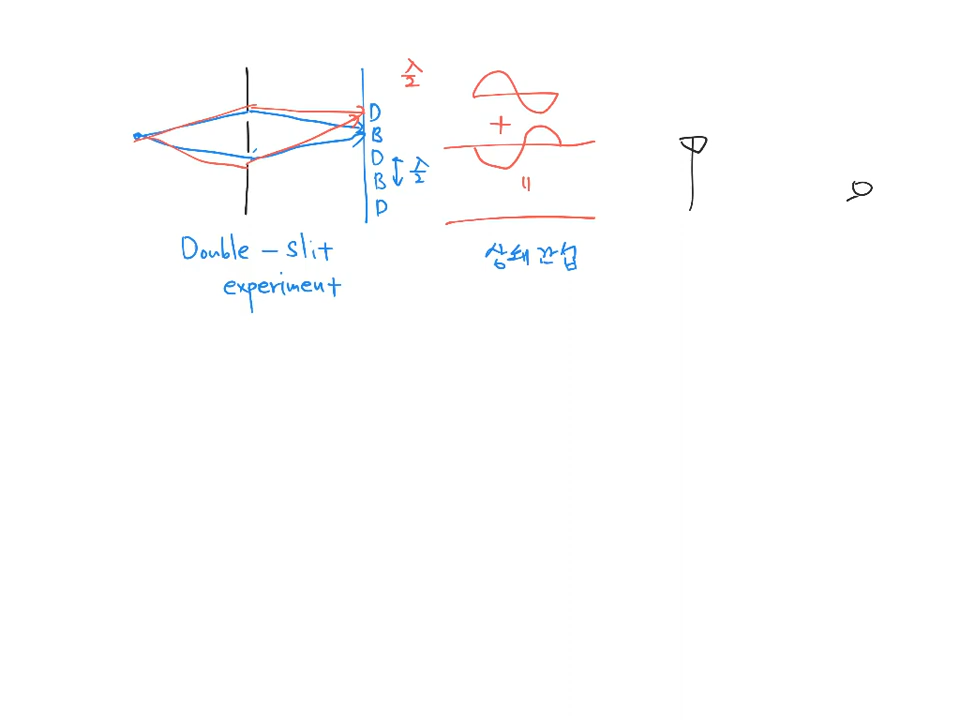 λ/2
D
B
D
B
D
λ/2
+
=
Double - slit
experiment
상쇄 간섭